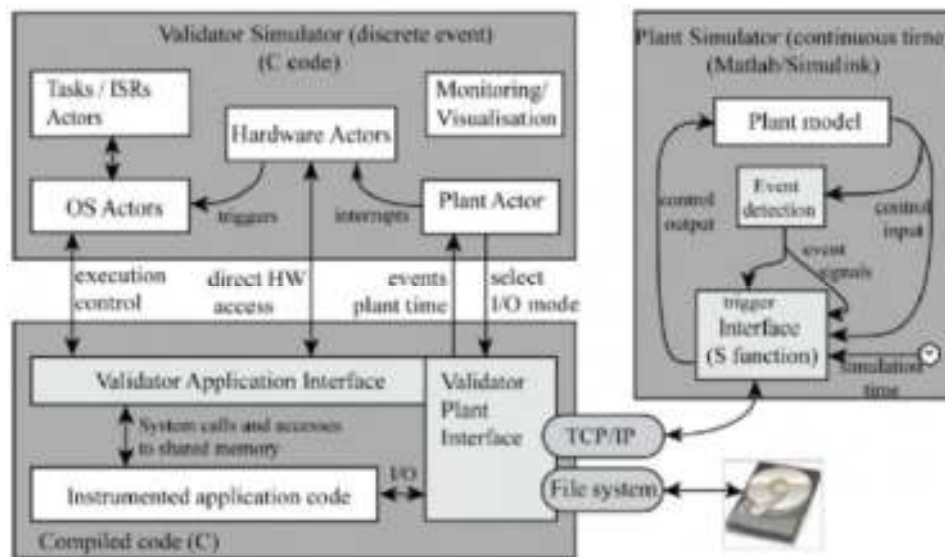 Validator Simulator (discrete event)
(C code)
Tasks / ISRs
Actors
Monitoring/
Visualisation
Hardware Actors
OS Actors
triggers
interrupts
Plant Actor
execution
control
direct HW
access
events
plant time
select
I/O mode
Validator Application Interface
Validator
Plant
Interface
System calls and accesses
to shared memory
Instrumented application code
I/O
Compiled code (C)
TCP/IP
File system
Plant Simulator (continuous time)
(Matlab/Simulink)
Plant model
Event
detection
control
output
control
input
event
signals
trigger
Interface
(S function)
simulation
time